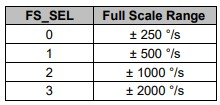 FS_SEL Full Scale Range
0 ± 250 °/s
1 ± 500 °/s
2 ± 1000 °/s
3 ± 2000 °/s